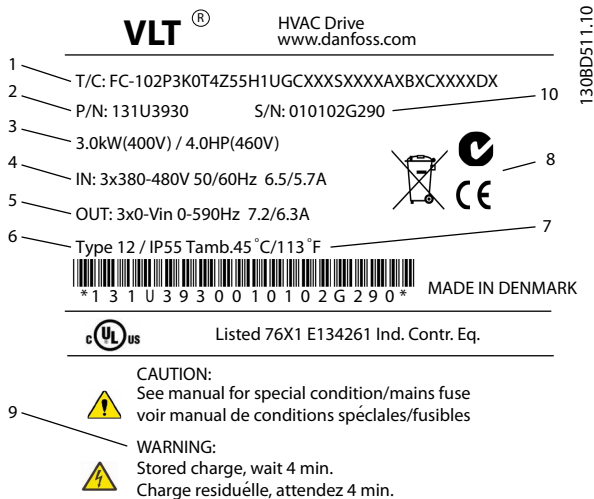 VLT ®
HVAC Drive
www.danfoss.com
130BD511.10
1
T/C: FC-102P3K0T4Z55H1UGCXXXSXXXXAXBXCXXXXDX
2
P/N: 131U3930 S/N: 010102G290
10
3
3.0kW(400V) / 4.0HP(460V)
4
IN: 3x380-480V 50/60Hz 6.5/5.7A
8
CE
5
OUT: 3x0-Vin 0-590Hz 7.2/6.3A
6
Type 12 / IP55 Tamb.45˚C/113˚F
7
*131U3930010102G290*
MADE IN DENMARK
c UL us
Listed 76X1 E134261 Ind. Contr. Eq.
CAUTION:
See manual for special condition/mains fuse
voir manual de conditions spéclales/fusibles
9
WARNING:
Stored charge, wait 4 min.
Charge residuélle, attendez 4 min.